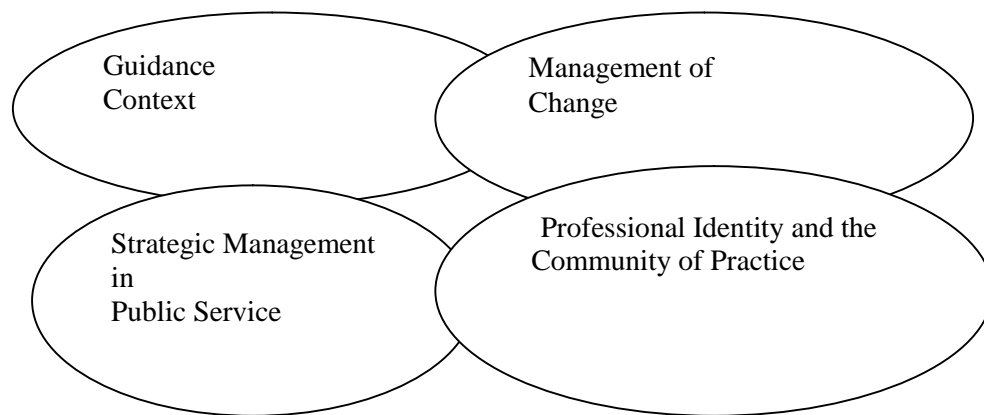 Guidance
Context
Management of
Change
Strategic Management
in
Public Service
Professional Identity and the
Community of Practice